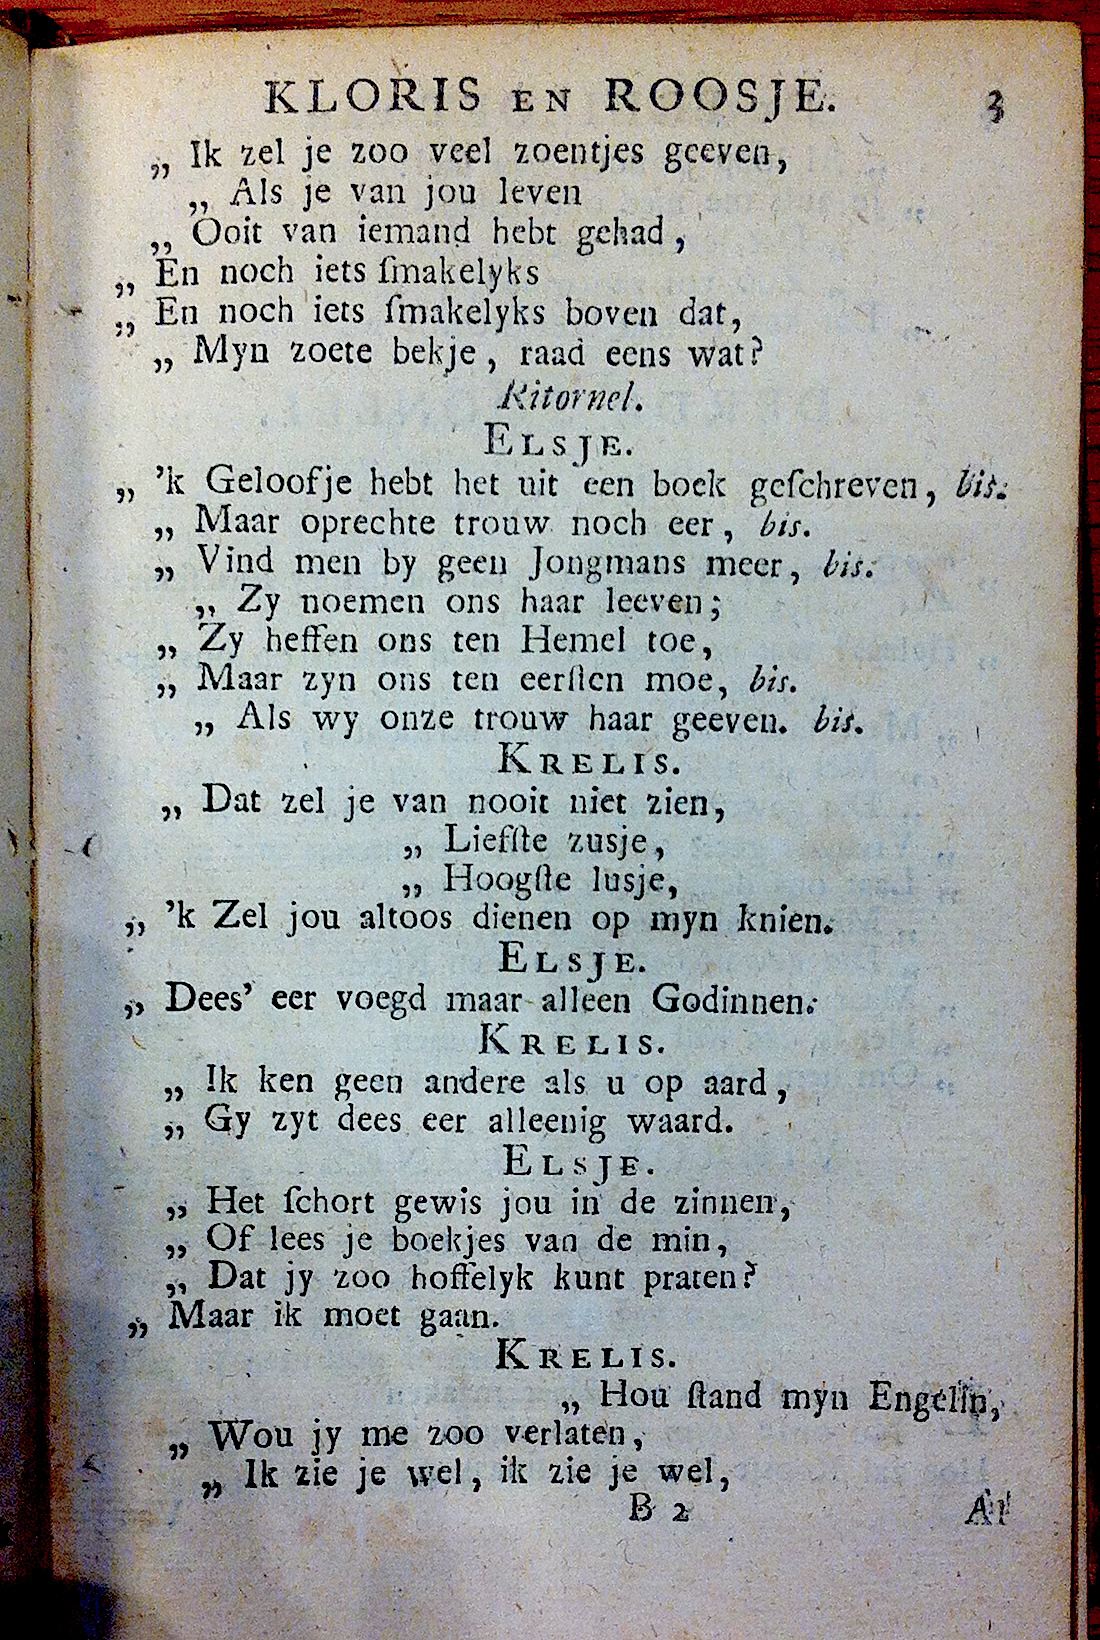 KLORIS EN ROOSJE. 3
„ Ik zel je zoo veel zoentjes geeven,
„ Als je van jou leven
„ Ooit van iemand hebt gehad,
„ En noch iets ſmakelyks
„ En noch iets ſmakelyks boven dat,
„ Myn zoete bekje, raad eens wat?
Ritornel.
ELSJE.
„ 'k Geloofje hebt het uit een boek geſchreven, bis.
„ Maar oprechte trouw noch eer, bis.
„ Vind men by geen Jongmans meer, bis.
„ Zy noemen ons haar leeven;
„ Zy heffen ons ten Hemel toe,
„ Maar zyn ons ten eerſten moe, bis.
„ Als wy onze trouw haar geeven. bis.
KRELIS.
„ Dat zel je van nooit niet zien,
„ Liefſte zusje,
„ Hoogſte lusje,
„ 'k Zel jou altoos dienen op myn knien.
ELSJE.
„ Dees' eer voegd maar alleen Godinnen.
KRELIS.
„ Ik ken geen andere als u op aard,
„ Gy zyt dees eer alleenig waard.
ELSJE.
„ Het ſchort gewis jou in de zinnen,
„ Of lees je boekjes van de min,
„ Dat jy zoo hoffelyk kunt praten?
„ Maar ik moet gaan.
KRELIS.
„ Hou ſtand myn Engelin,
„ Wou jy me zoo verlaten,
„ Ik zie je wel, ik zie je wel,
B 2 Al